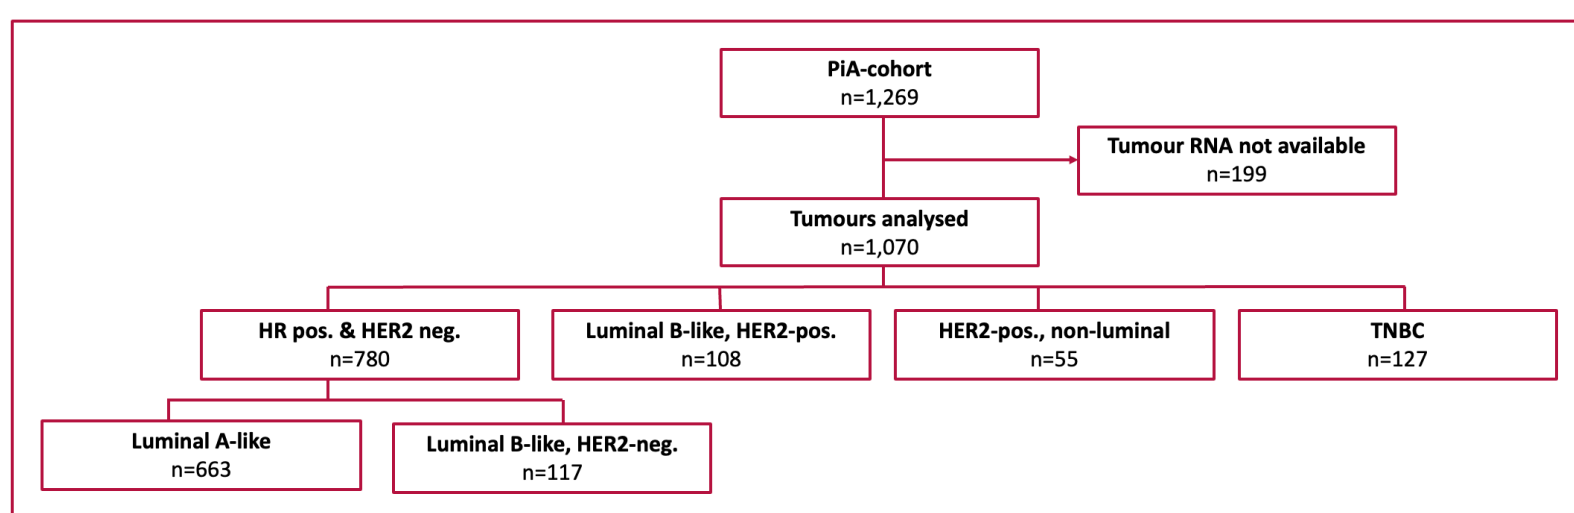 PiA-cohort
n=1,269
Tumour RNA not available
n=199
Tumours analysed
n=1,070
HR pos. & HER2 neg.
n=780
Luminal B-like, HER2-pos.
n=108
HER2-pos., non-luminal
n=55
TNBC
n=127
Luminal A-like
n=663
Luminal B-like, HER2-neg.
n=117